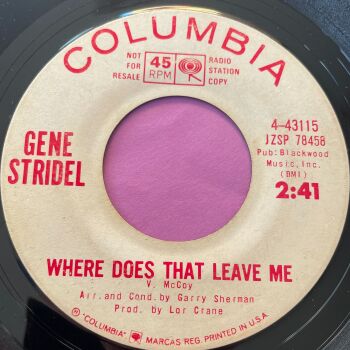 COLUMBIA
NOT FOR RESALE
45 RPM
RADIO STATION COPY
GENE
STRIDEL
4-43115
JZSP 78458
Pub: Blackwood
Music, Inc.
(BMI)
2:41
WHERE DOES THAT LEAVE ME
V. McCoy
Arr. and Cond. by Garry Sherman
Prod. by Lor Crane
® "COLUMBIA" MARCAS REG. PRINTED IN U.S.A.